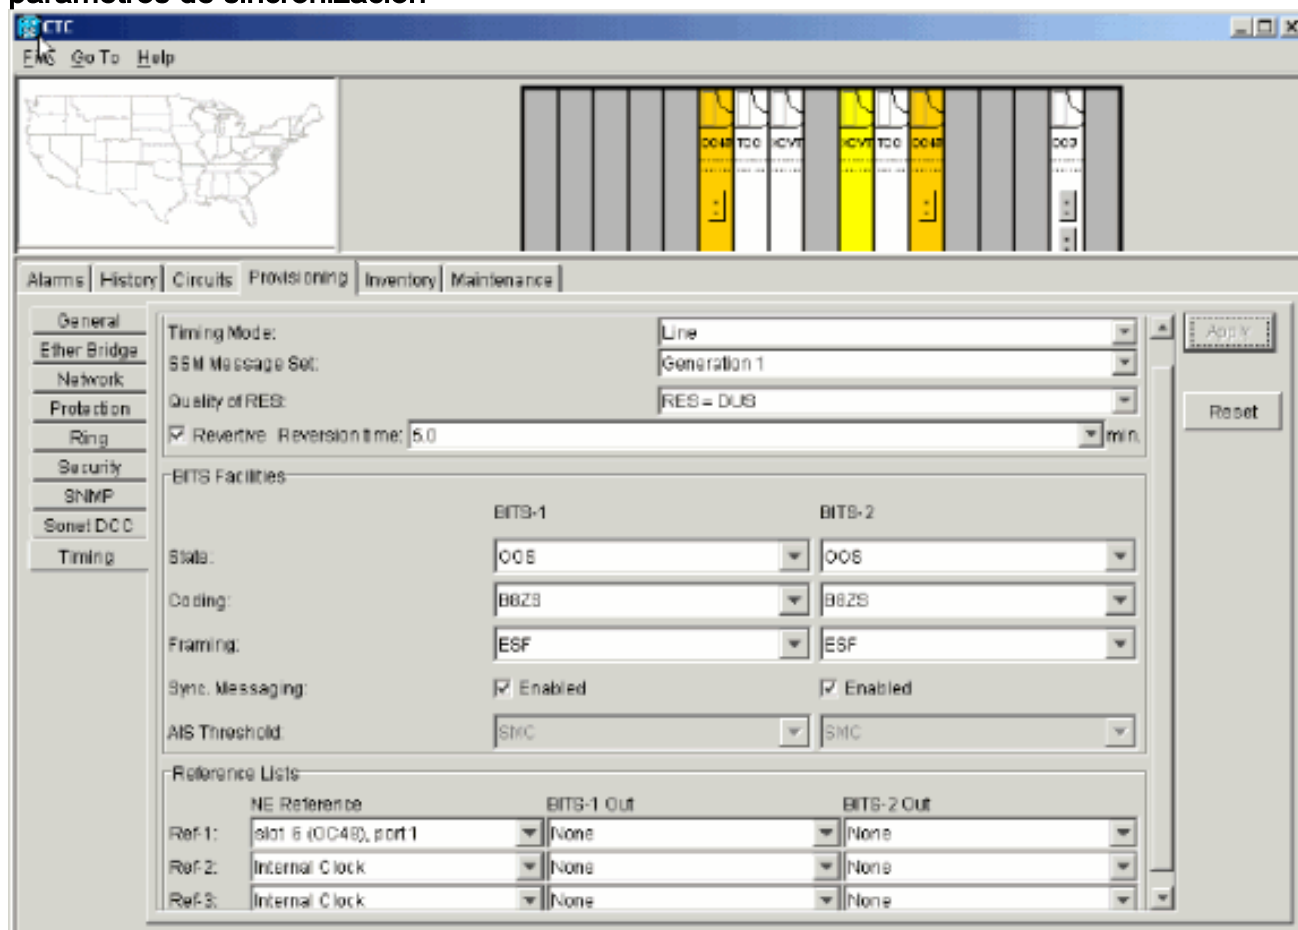 parámetros de sincronización
CTC
Go To Help
OC48 TCC XCVT XCVT TCC OC48 OC3
Alarms History Circuits Provisioning Inventory Maintenance
General
Ether Bridge
Network
Protection
Ring
Security
SNMP
Sonet DCC
Timing
Timing Mode: Line
SSM Message Set: Generation 1
Quality of RES: RES = DUS
Revertive Reversion time: 5.0 min.
Apply
Reset
BITS Facilities
BITS-1 BITS-2
State: OOS OOS
Coding: B8ZS B8ZS
Framing: ESF ESF
Sync. Messaging: Enabled Enabled
AIS Threshold: SMC SMC
Reference Lists
NE Reference BITS-1 Out BITS-2 Out
Ref-1: slot 6 (OC48), port 1 None None
Ref-2: Internal Clock None None
Ref-3: Internal Clock None None